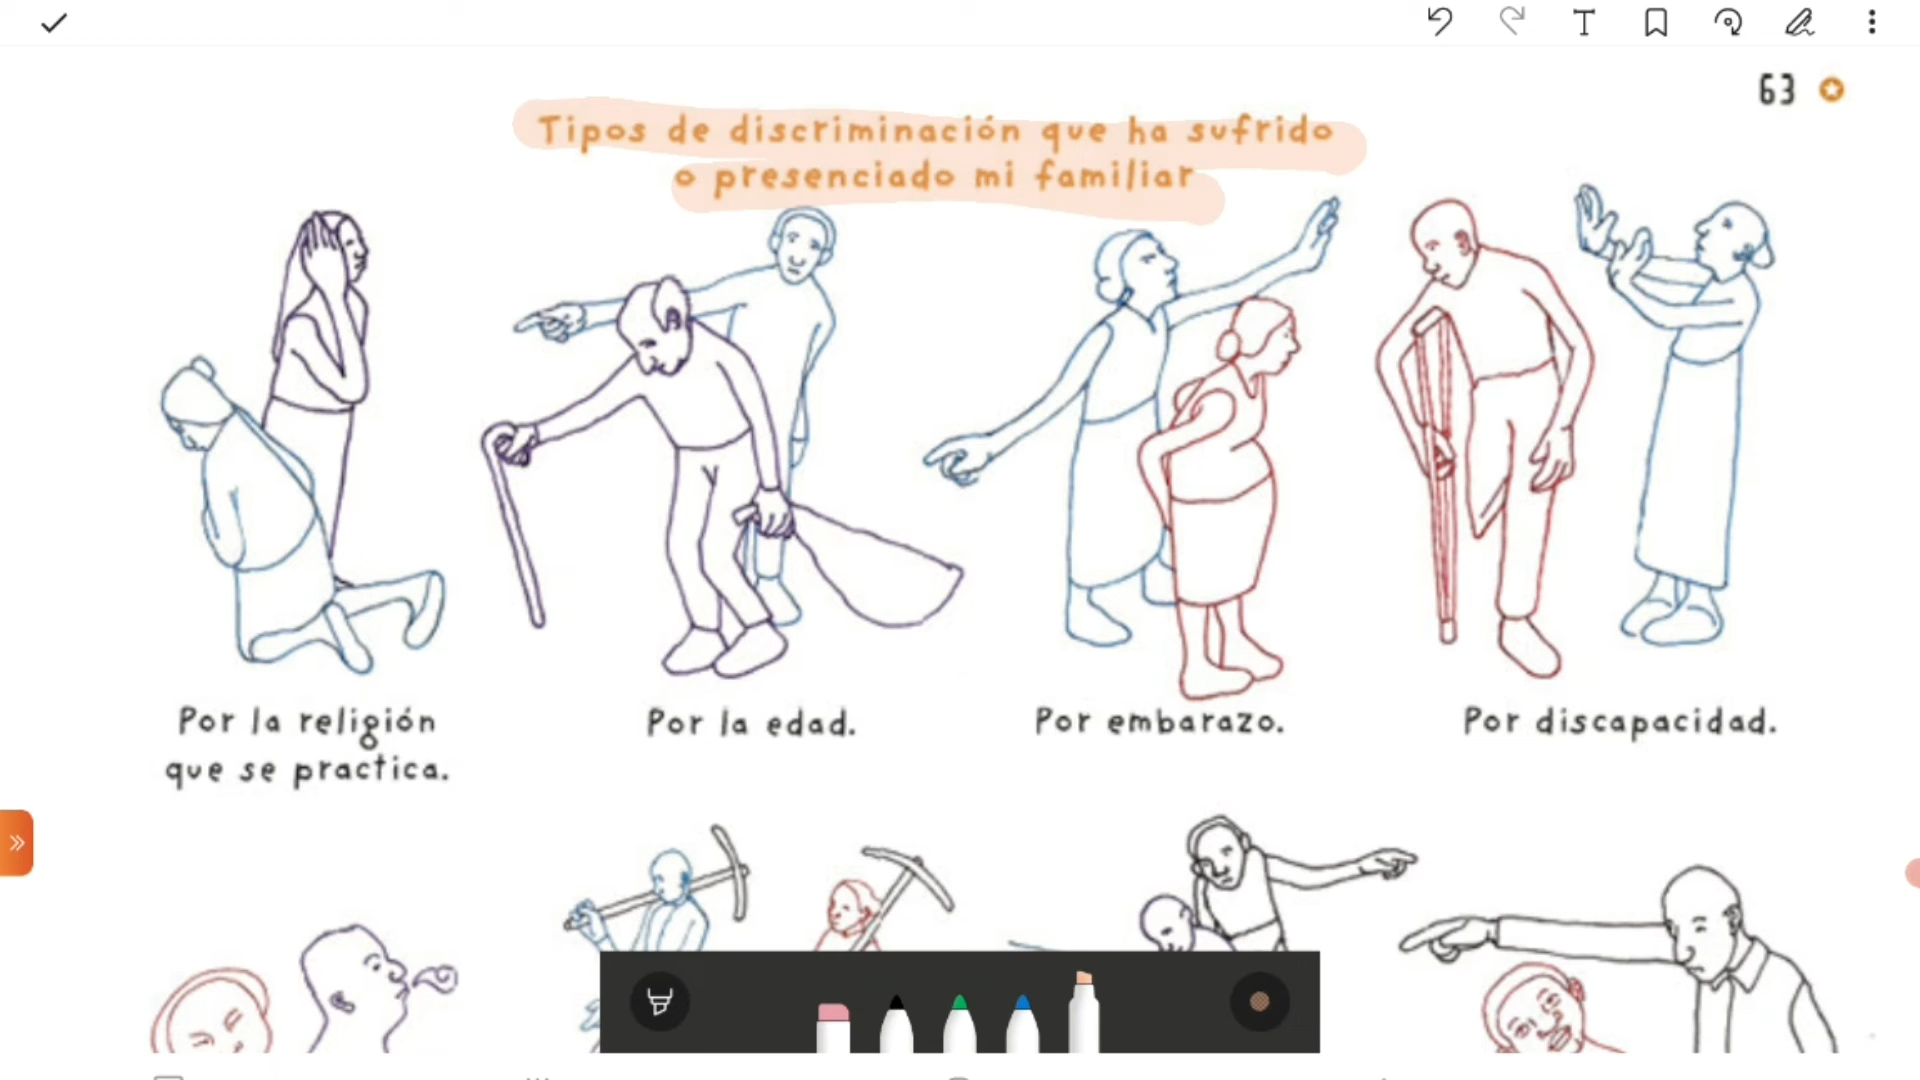 63
Tipos de discriminación que ha sufrido
o presenciado mi familiar
Por la religión
que se practica.
Por la edad.
Por embarazo.
Por discapacidad.